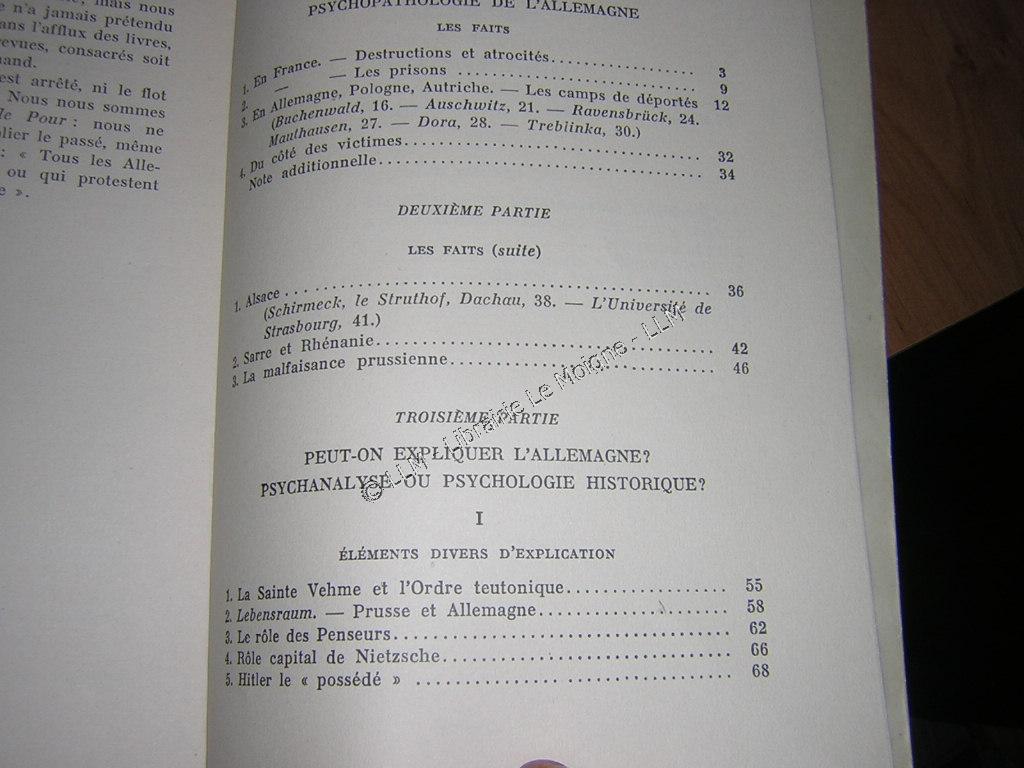 mais nous
n'a jamais prétendu
l'afflux des livres,
revues, consacrés soit
est arrêté, ni le flot
Nous nous sommes
Pour : nous ne
le passé, même
: « Tous les Alle-
ou qui protestent
».
PSYCHOPATHOLOGIE DE L'ALLEMAGNE
LES FAITS
1. En France. — Destructions et atrocités.................. 3
2. — — Les prisons .................. 9
3. En Allemagne, Pologne, Autriche. — Les camps de déportés 12
(Buchenwald, 16. — Auschwitz, 21. — Ravensbrück, 24.
Mauthausen, 27. — Dora, 28. — Treblinka, 30.)
4. Du côté des victimes.................. 32
Note additionnelle.................. 34
DEUXIÈME PARTIE
LES FAITS (suite)
1. Alsace .................. 36
(Schirmeck, le Struthof, Dachau, 38. — L'Université de
Strasbourg, 41.)
2. Sarre et Rhénanie.................. 42
3. La malfaisance prussienne.................. 46
TROISIÈME PARTIE
PEUT-ON EXPLIQUER L'ALLEMAGNE?
PSYCHANALYSE OU PSYCHOLOGIE HISTORIQUE?
I
ÉLÉMENTS DIVERS D'EXPLICATION
1. La Sainte Vehme et l'Ordre teutonique.................. 55
2. Lebensraum. — Prusse et Allemagne.................. 58
3. Le rôle des Penseurs.................. 62
4. Rôle capital de Nietzsche.................. 66
5. Hitler le « possédé » .................. 68
© LLM - Librairie Le Moigne - LLM